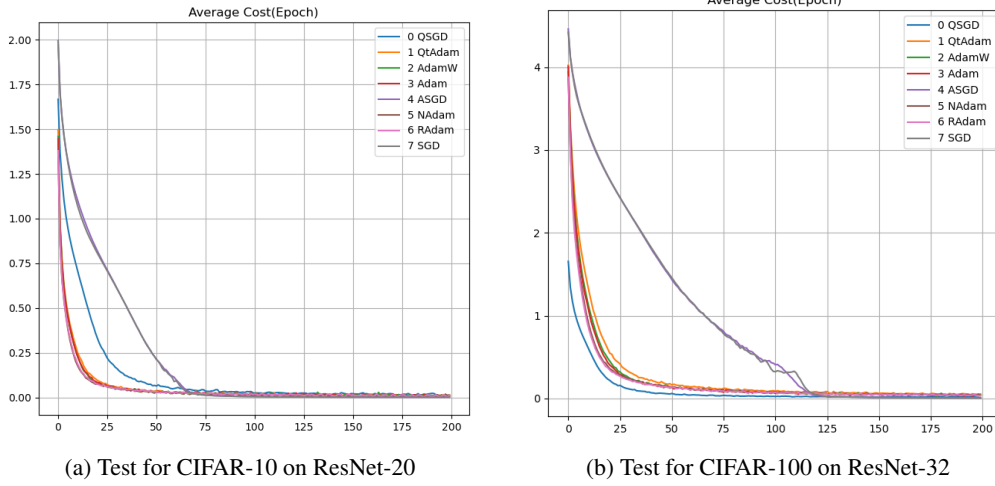 Average Cost(Epoch)
2.00
1.75
1.50
1.25
1.00
0.75
0.50
0.25
0.00
0 QSGD
1 QtAdam
2 AdamW
3 Adam
4 ASGD
5 NAdam
6 RAdam
7 SGD
0 25 50 75 100 125 150 175 200
(a) Test for CIFAR-10 on ResNet-20
Average Cost(Epoch)
4
3
2
1
0
0 QSGD
1 QtAdam
2 AdamW
3 Adam
4 ASGD
5 NAdam
6 RAdam
7 SGD
0 25 50 75 100 125 150 175 200
(b) Test for CIFAR-100 on ResNet-32